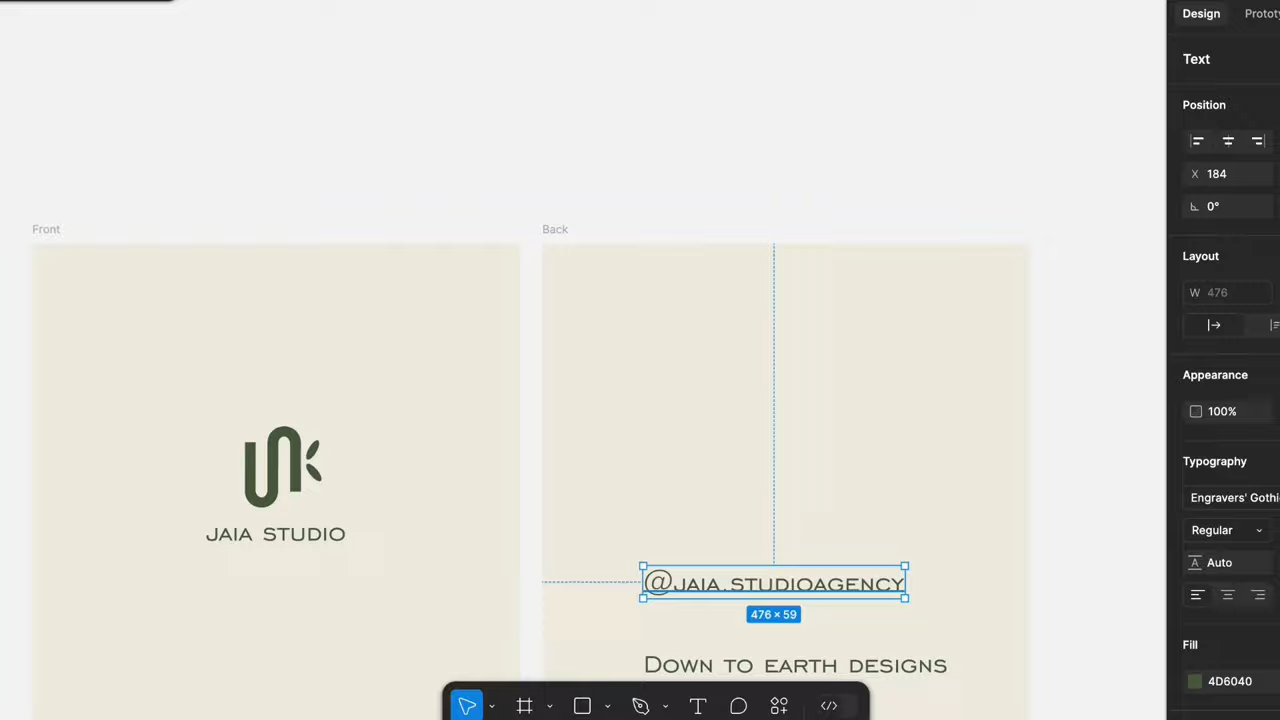 Design Prototy
Text
Position
X 184
0°
Layout
W 476
Appearance
100%
Typography
Engravers' Gothi
Regular
Auto
Fill
4D6040
Front
JAIA STUDIO
Back
@JAIA.STUDIOAGENCY
476 × 59
DOWN TO EARTH DESIGNS